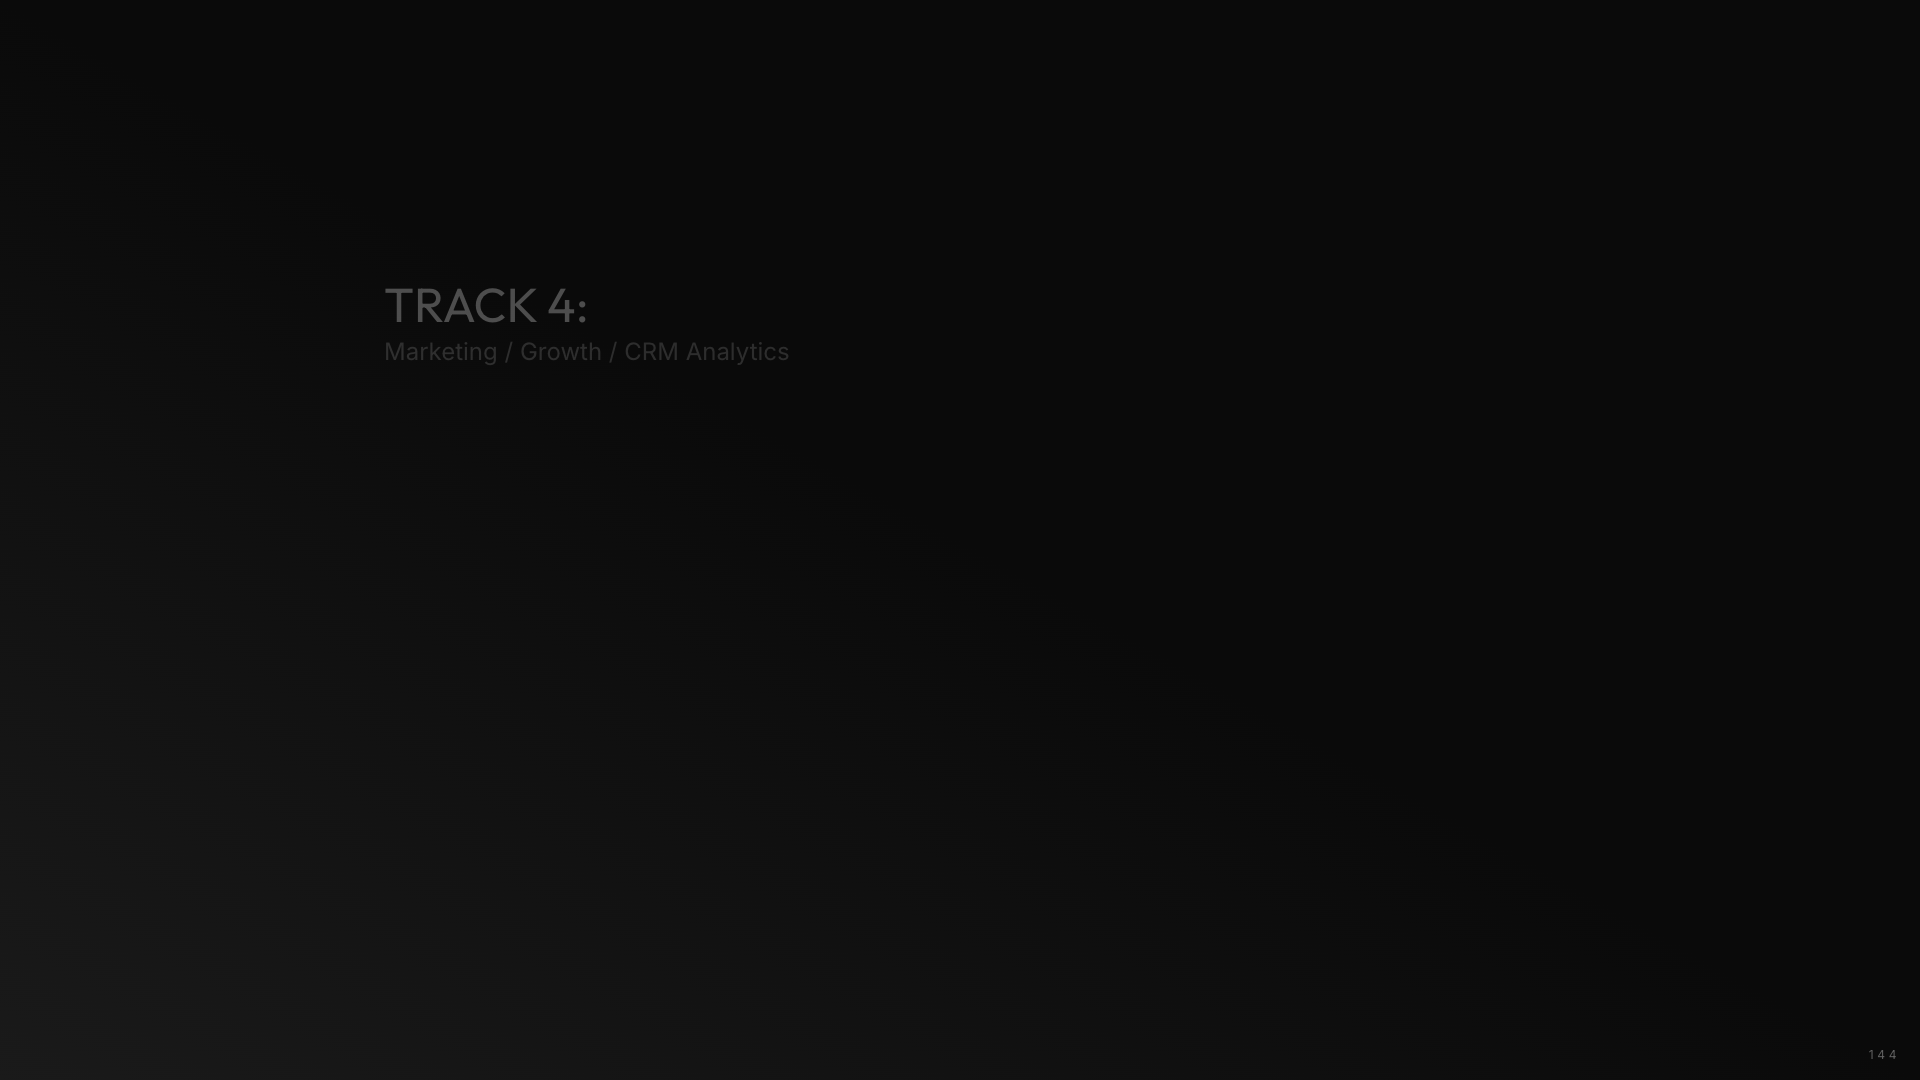 TRACK 4:
Marketing / Growth / CRM Analytics
144